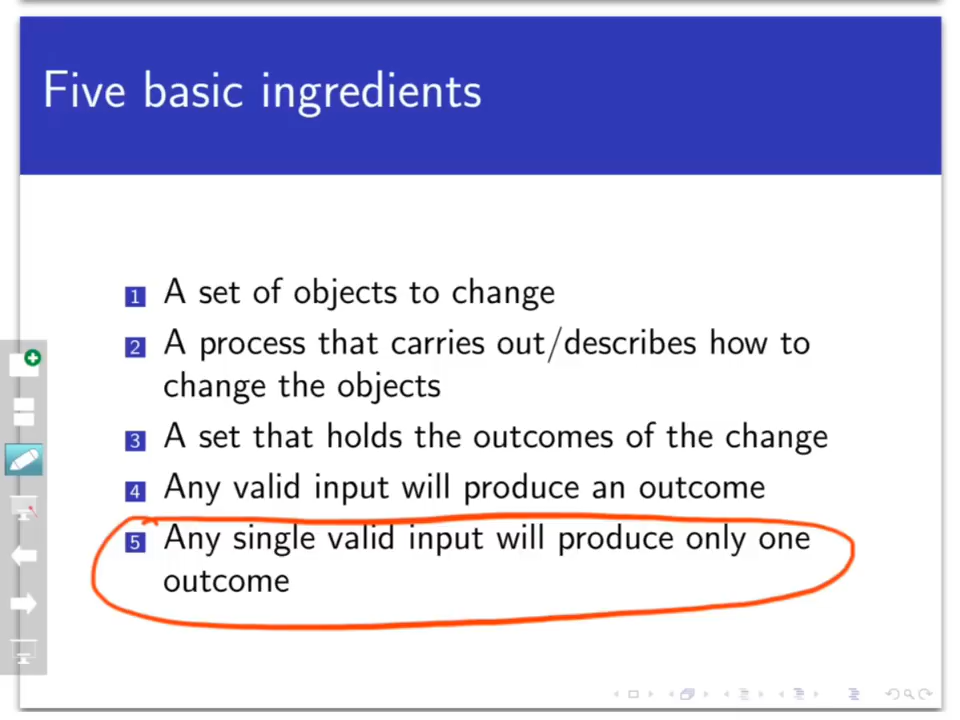 Five basic ingredients
1 A set of objects to change
2 A process that carries out/describes how to
change the objects
3 A set that holds the outcomes of the change
4 Any valid input will produce an outcome
5 Any single valid input will produce only one
outcome